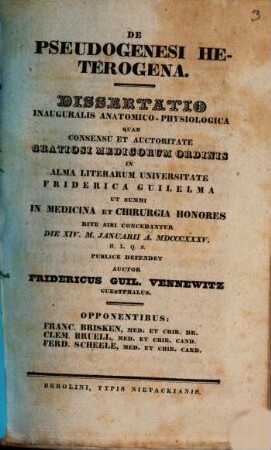 3
DE
PSEUDOGENESI HE-
TEROGENA.
DISSERTATIO
INAUGURALIS ANATOMICO-PHYSIOLOGICA
QUAM
CONSENSU ET AUCTORITATE
GRATIOSI MEDICORUM ORDINIS
IN
ALMA LITERARUM UNIVERSITATE
FRIDERICA GUILELMA
UT SUMMI
IN MEDICINA ET CHIRURGIA HONORES
RITE SIBI CONCEDANTUR
DIE XIV. M. JANUARII A. MDCCCXXXV.
H. L. Q. S.
PUBLICE DEFENDET
AUCTOR
FRIDERICUS GUIL. VENNEWITZ
GUESTPHALUS.
OPPONENTIBUS:
FRANC. BRISKEN, MED. ET CHIR. DR.
CLEM. BRUELL, MED. ET CHIR. CAND.
FERD. SCHEELE, MED. ET CHIR. CAND.
BEROLINI, TYPIS NIETACKIANIS.